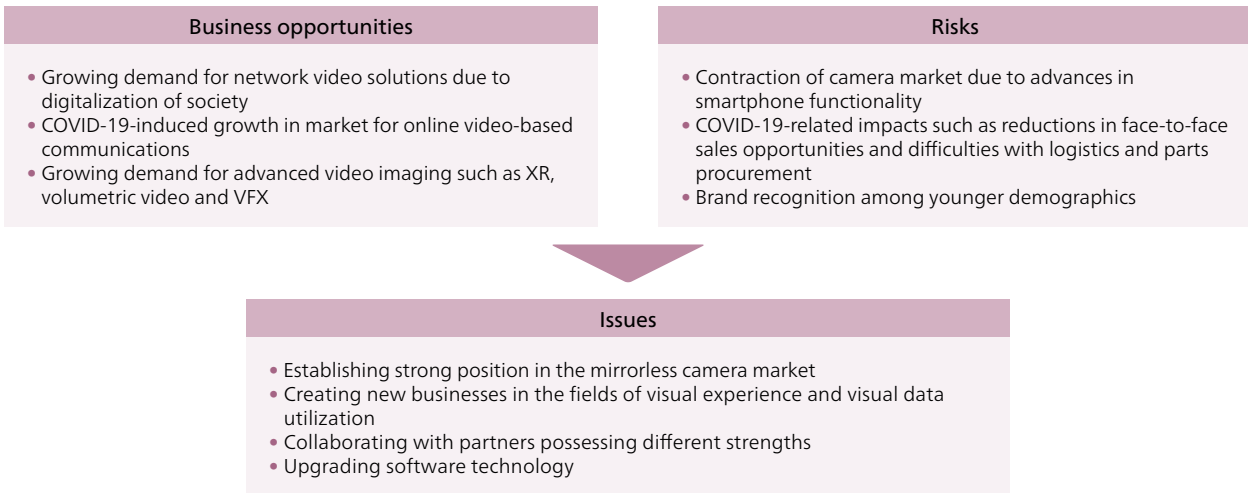 Business opportunities
• Growing demand for network video solutions due to
digitalization of society
• COVID-19-induced growth in market for online video-based
communications
• Growing demand for advanced video imaging such as XR,
volumetric video and VFX
Risks
• Contraction of camera market due to advances in
smartphone functionality
• COVID-19-related impacts such as reductions in face-to-face
sales opportunities and difficulties with logistics and parts
procurement
• Brand recognition among younger demographics
Issues
• Establishing strong position in the mirrorless camera market
• Creating new businesses in the fields of visual experience and visual data
utilization
• Collaborating with partners possessing different strengths
• Upgrading software technology